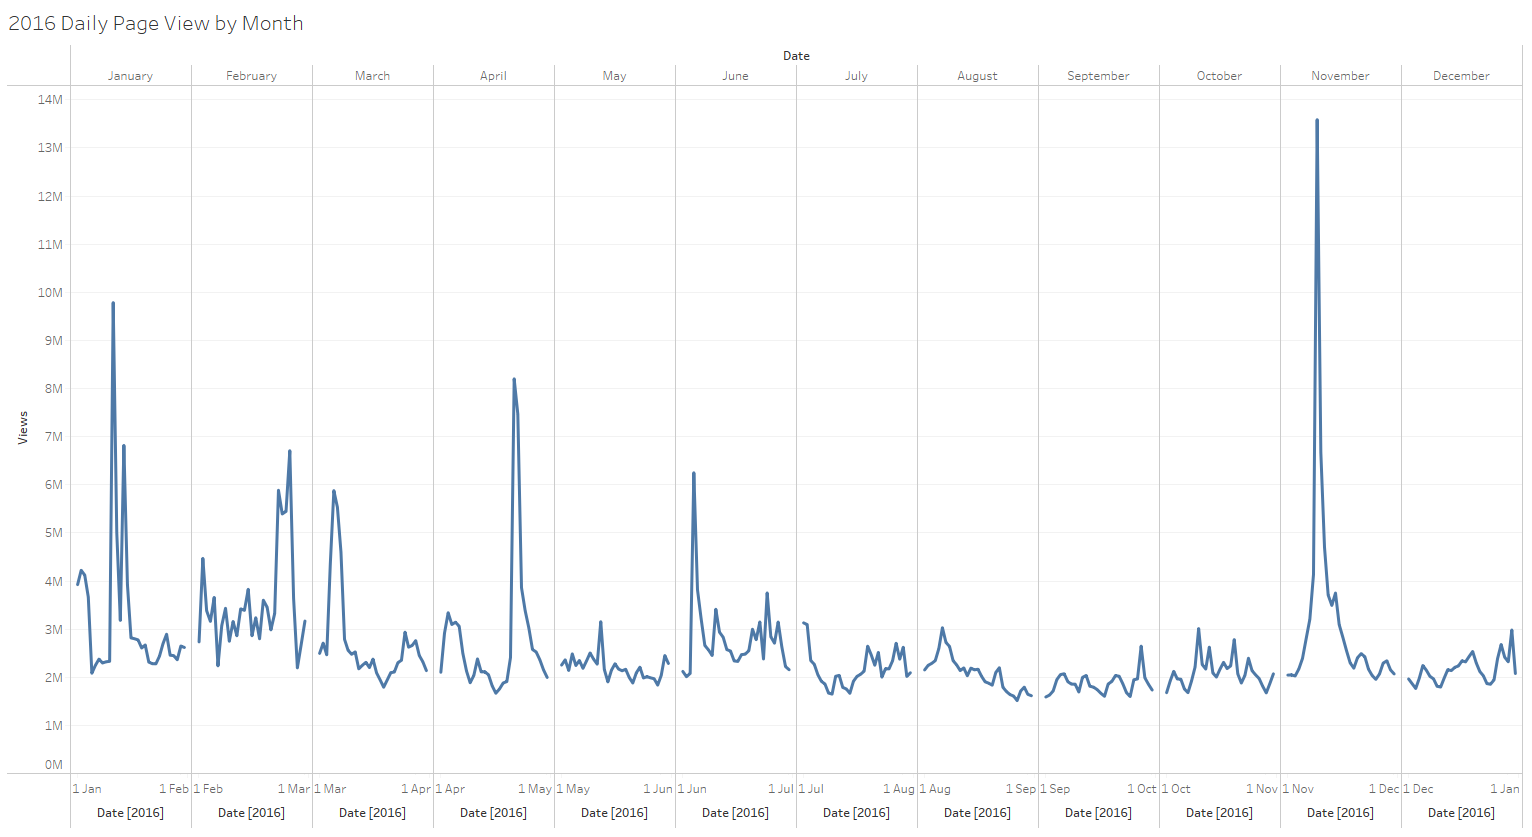 2016 Daily Page View by Month
Date
January February March April May June July August September October November December
14M
13M
12M
11M
10M
9M
8M
7M
6M
5M
4M
3M
2M
1M
0M
Views
1 Jan 1 Feb 1 Feb 1 Mar 1 Mar 1 Apr 1 Apr 1 May 1 May 1 Jun 1 Jun 1 Jul 1 Jul 1 Aug 1 Aug 1 Sep 1 Sep 1 Oct 1 Oct 1 Nov 1 Nov 1 Dec 1 Dec 1 Jan
Date [2016] Date [2016] Date [2016] Date [2016] Date [2016] Date [2016] Date [2016] Date [2016] Date [2016] Date [2016] Date [2016] Date [2016]